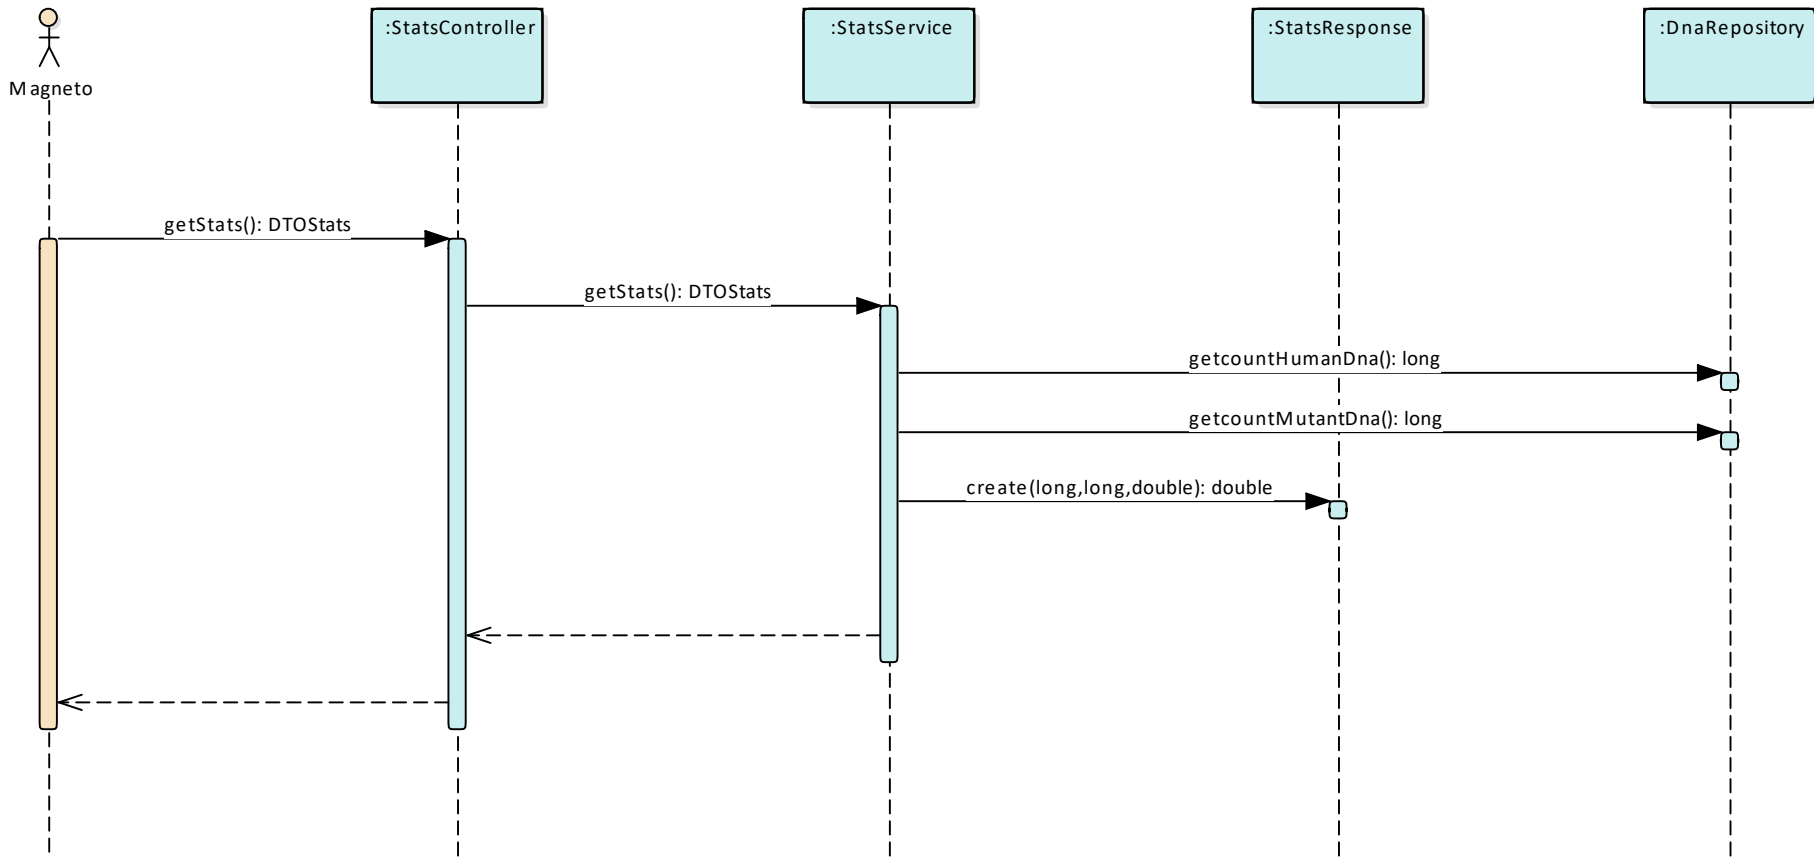 :StatsController
:StatsService
:StatsResponse
:DnaRepository
Magneto
getStats(): DTOStats
getStats(): DTOStats
getcountHumanDna(): long
getcountMutantDna(): long
create(long,long,double): double